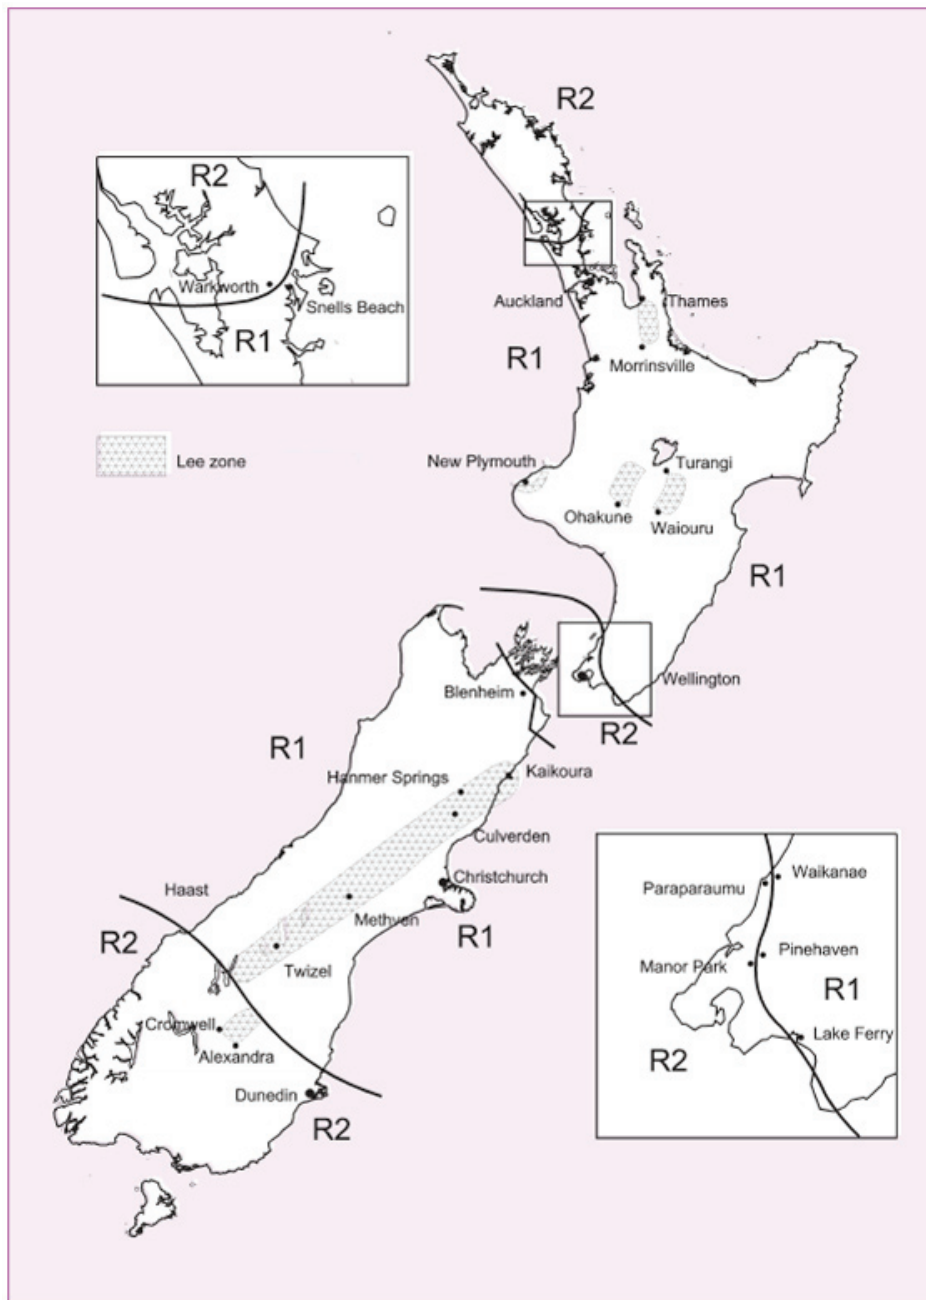 R2
R2
Warkworth
Snells Beach
R1
Auckland
Thames
R1
Morrinsville
Lee zone
New Plymouth
Turangi
Ohakune
Waiouru
R1
Wellington
Blenheim
R2
R1
Kaikoura
Hanmer Springs
Culverden
Christchurch
Haast
Methven
R1
R2
Twizel
Cromwell
Alexandra
Dunedin
R2
Waikanae
Paraparaumu
Pinehaven
Manor Park
R1
Lake Ferry
R2